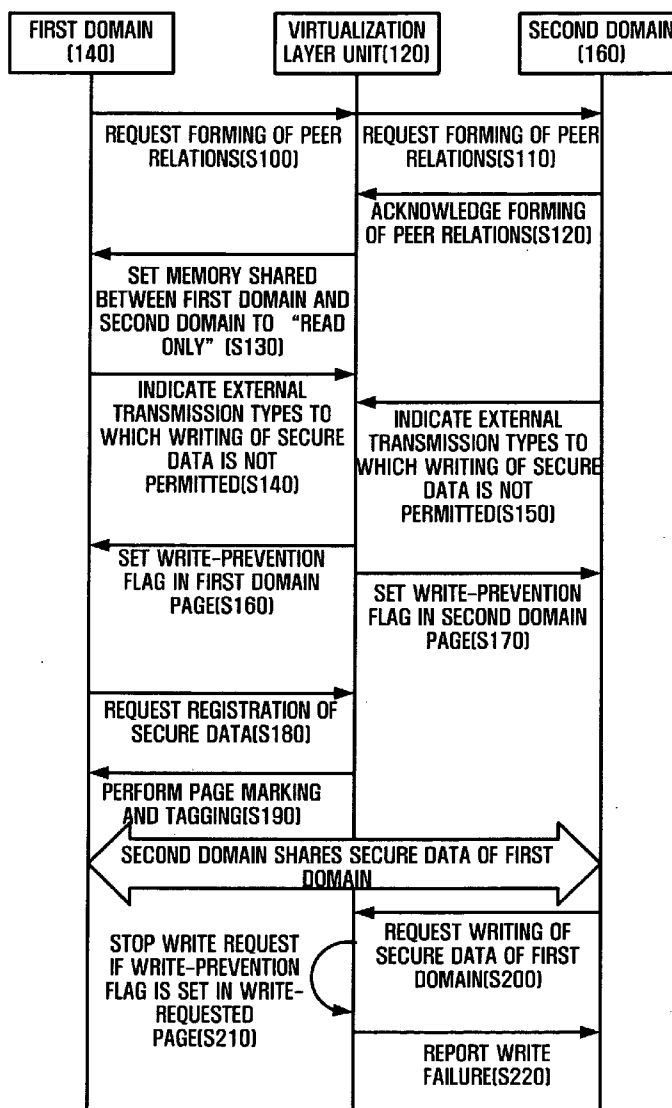 FIRST DOMAIN
(140)
VIRTUALIZATION
LAYER UNIT(120)
SECOND DOMAIN
(160)
REQUEST FORMING OF PEER
RELATIONS(S100)
REQUEST FORMING OF PEER
RELATIONS(S110)
ACKNOWLEDGE FORMING
OF PEER RELATIONS(S120)
SET MEMORY SHARED
BETWEEN FIRST DOMAIN AND
SECOND DOMAIN TO "READ
ONLY" (S130)
INDICATE EXTERNAL
TRANSMISSION TYPES TO
WHICH WRITING OF SECURE
DATA IS NOT
PERMITTED(S140)
INDICATE EXTERNAL
TRANSMISSION TYPES TO
WHICH WRITING OF SECURE
DATA IS NOT
PERMITTED(S150)
SET WRITE-PREVENTION
FLAG IN FIRST DOMAIN
PAGE(S160)
SET WRITE-PREVENTION
FLAG IN SECOND DOMAIN
PAGE(S170)
REQUEST REGISTRATION OF
SECURE DATA(S180)
PERFORM PAGE MARKING
AND TAGGING(S190)
SECOND DOMAIN SHARES SECURE DATA OF FIRST
DOMAIN
REQUEST WRITING OF
SECURE DATA OF FIRST
DOMAIN(S200)
STOP WRITE REQUEST
IF WRITE-PREVENTION
FLAG IS SET IN WRITE-
REQUESTED
PAGE(S210)
REPORT WRITE
FAILURE(S220)